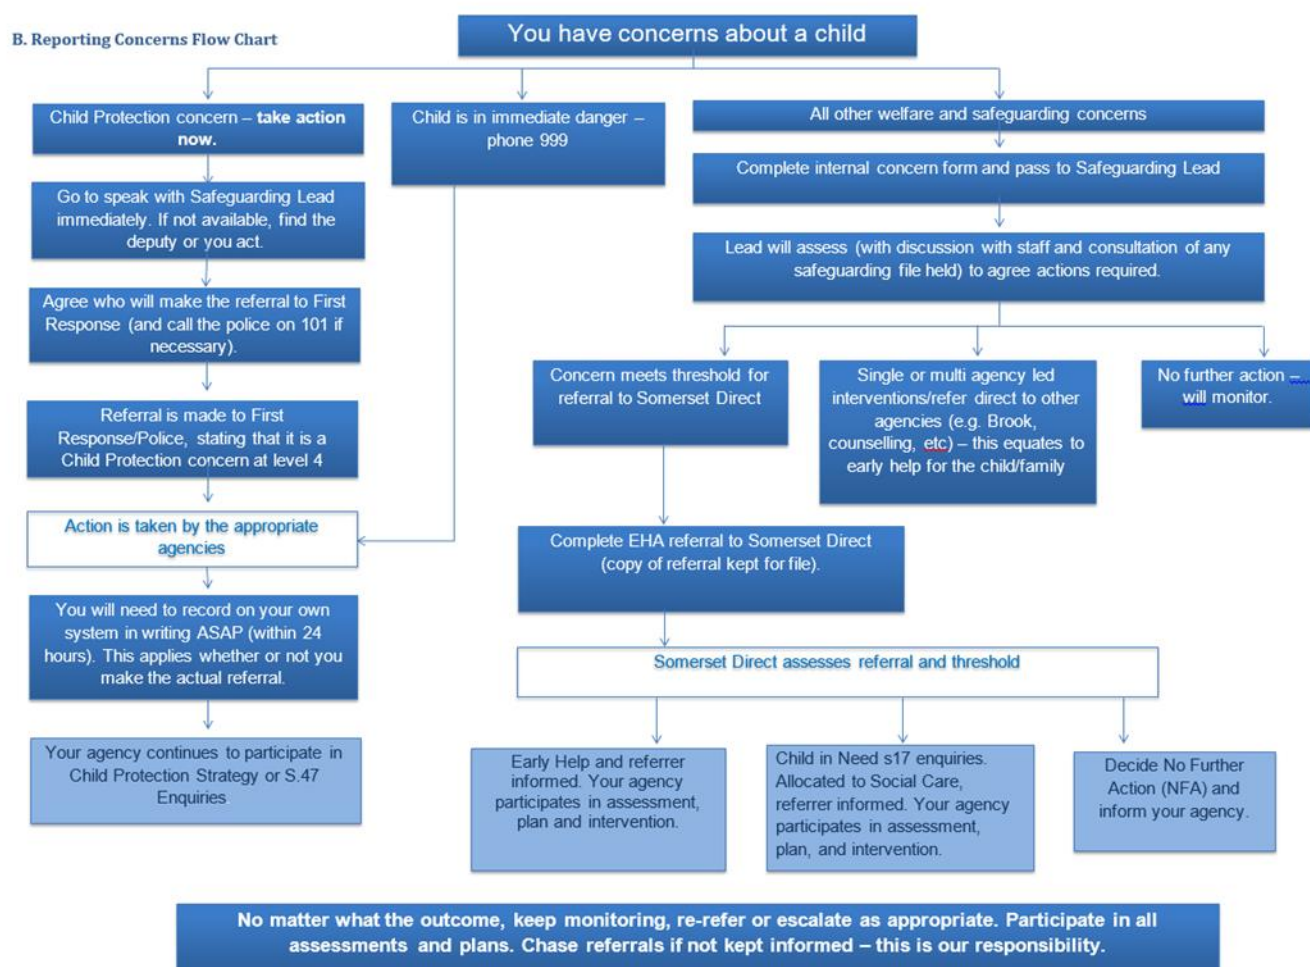 You have concerns about a child
B. Reporting Concerns Flow Chart
Child Protection concern – take action
now.
Go to speak with Safeguarding Lead
immediately. If not available, find the
deputy or you act.
Agree who will make the referral to First
Response (and call the police on 101 if
necessary).
Referral is made to First
Response/Police, stating that it is a
Child Protection concern at level 4
Action is taken by the appropriate
agencies
You will need to record on your own
system in writing ASAP (within 24
hours). This applies whether or not you
make the actual referral.
Your agency continues to participate in
Child Protection Strategy or S.47
Enquiries.
Child is in immediate danger –
phone 999
All other welfare and safeguarding concerns
Complete internal concern form and pass to Safeguarding Lead
Lead will assess (with discussion with staff and consultation of any
safeguarding file held) to agree actions required.
Concern meets threshold for
referral to Somerset Direct
Single or multi agency led
interventions/refer direct to other
agencies (e.g. Brook,
counselling, etc) – this equates to
early help for the child/family
No further action –
will monitor.
Complete EHA referral to Somerset Direct
(copy of referral kept for file).
Somerset Direct assesses referral and threshold
Early Help and referrer
informed. Your agency
participates in assessment,
plan and intervention.
Child in Need s17 enquiries.
Allocated to Social Care,
referrer informed. Your agency
participates in assessment,
plan, and intervention.
Decide No Further
Action (NFA) and
inform your agency.
No matter what the outcome, keep monitoring, re-refer or escalate as appropriate. Participate in all
assessments and plans. Chase referrals if not kept informed – this is our responsibility.